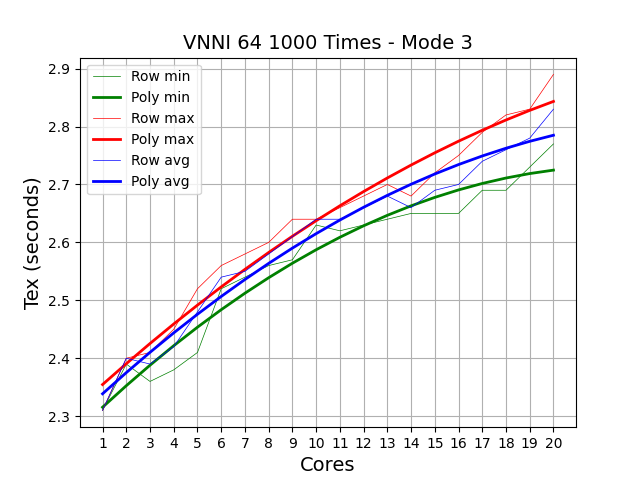 VNNI 64 1000 Times - Mode 3
Tex (seconds)
2.9
2.8
2.7
2.6
2.5
2.4
2.3
Row min
Poly min
Row max
Poly max
Row avg
Poly avg
1 2 3 4 5 6 7 8 9 10 11 12 13 14 15 16 17 18 19 20
Cores